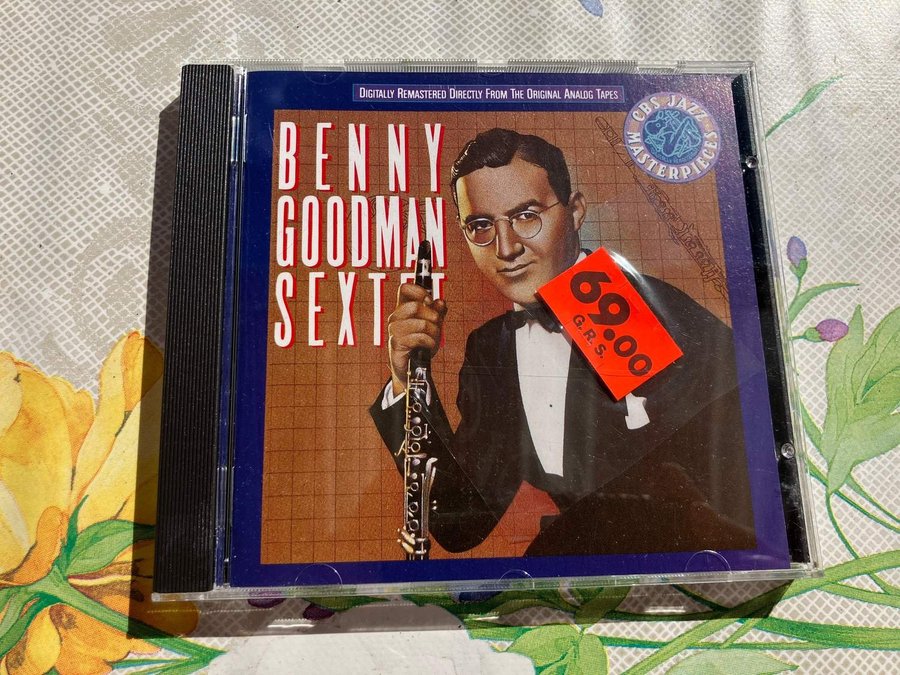 DIGITALLY REMASTERED DIRECTLY FROM THE ORIGINAL ANALOG TAPES
CBS JAZZ MASTERPIECES
BENNY
GOODMAN
SEXTET
69.00
G.R.S.